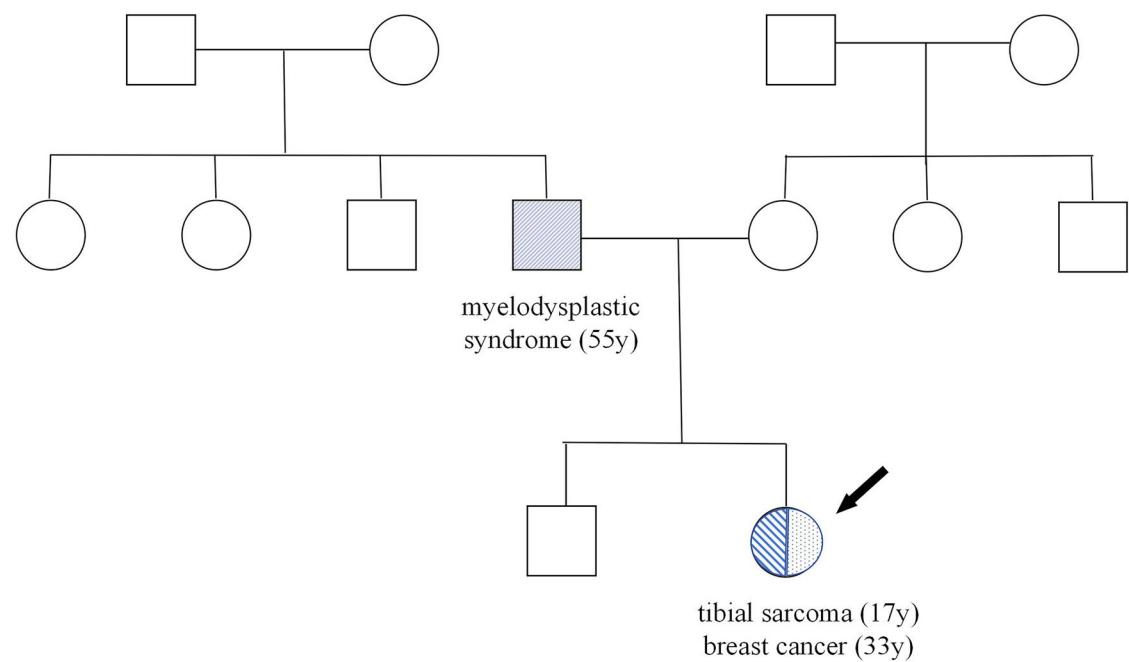 myelodysplastic
syndrome (55y)
tibial sarcoma (17y)
breast cancer (33y)